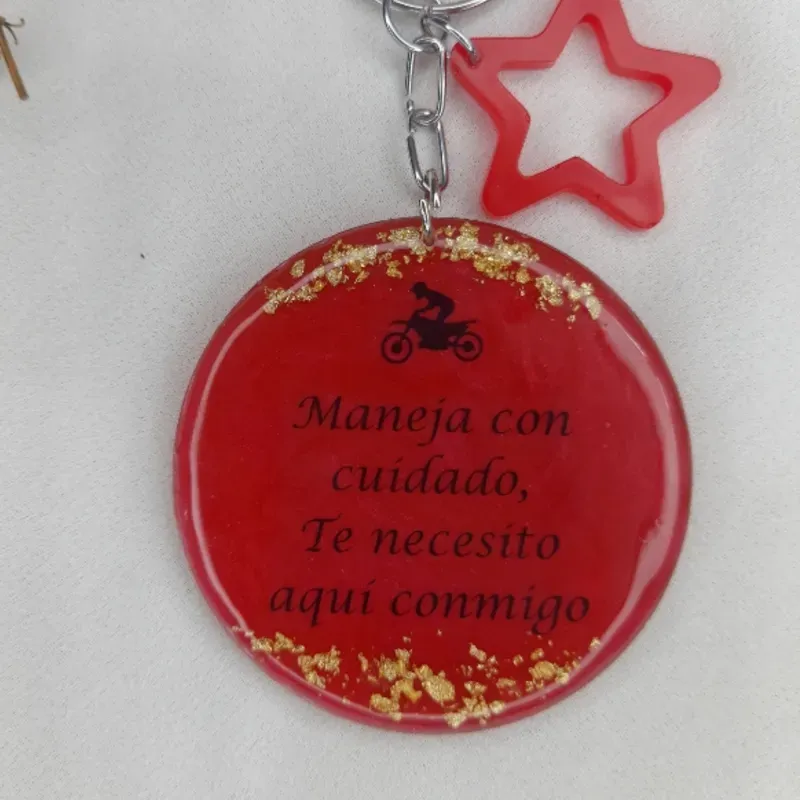 Maneja con
cuidado,
Te necesito
aquí conmigo